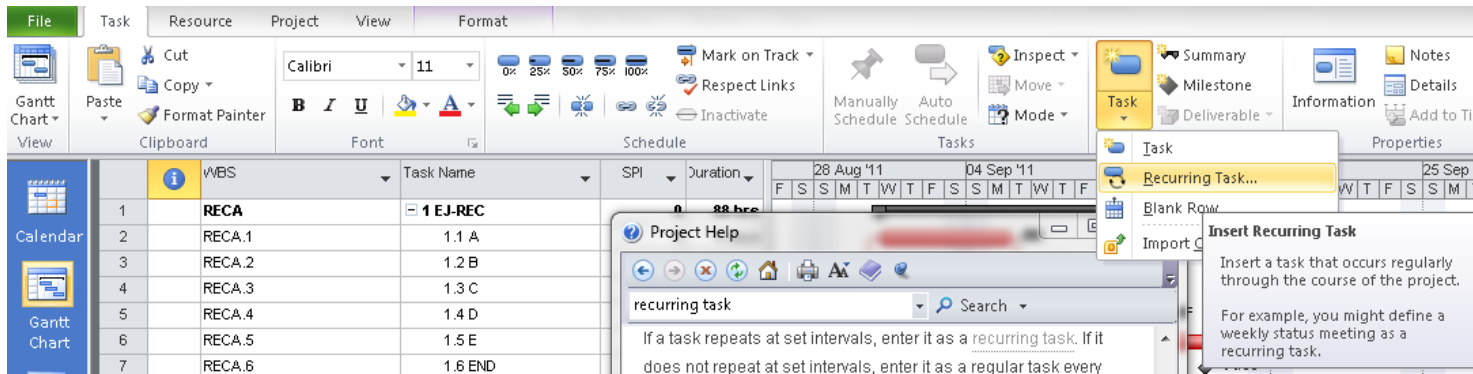 File Task Resource Project View Format
Cut Calibri 11 0% 25% 50% 75% 100% Mark on Track Inspect Summary Notes
Copy Respect Links Move Milestone Details
Gantt Chart Paste Format Painter B I U A Inactivate Manually Schedule Auto Schedule Mode Task Deliverable Information Add to Ti
View Clipboard Font Schedule Tasks Properties
Task
Recurring Task...
Blank Row
Import C
Insert Recurring Task
Insert a task that occurs regularly
through the course of the project.
For example, you might define a
weekly status meeting as a
recurring task.
WBS Task Name SPI Duration 28 Aug '11 04 Sep '11 25 Sep
F S S M T W T F S S M T W T F W T F S S M
1 RECA 1 EJ-REC 0 88 hrs
2 RECA.1 1.1 A
3 RECA.2 1.2 B
4 RECA.3 1.3 C
5 RECA.4 1.4 D
6 RECA.5 1.5 E
7 RECA.6 1.6 END
Calendar
Gantt
Chart
Project Help
recurring task Search
If a task repeats at set intervals, enter it as a recurring task. If it
does not repeat at set intervals, enter it as a regular task every